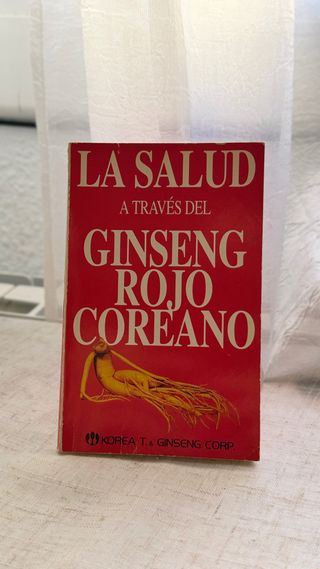 LA SALUD
A TRAVÉS DEL
GINSENG
ROJO
COREANO
KOREA T. & GINSENG CORP.